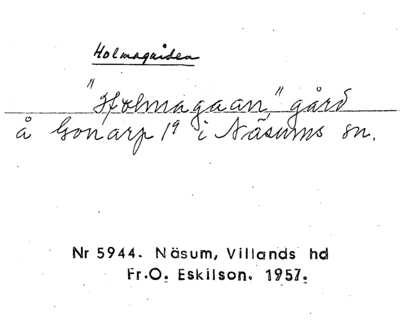 Holmagården
"Holmagaan," gård
å Gonarp 19 i Näsums sn.
Nr 5944. Näsum, Villands hd
Fr.O. Eskilson. 1957.